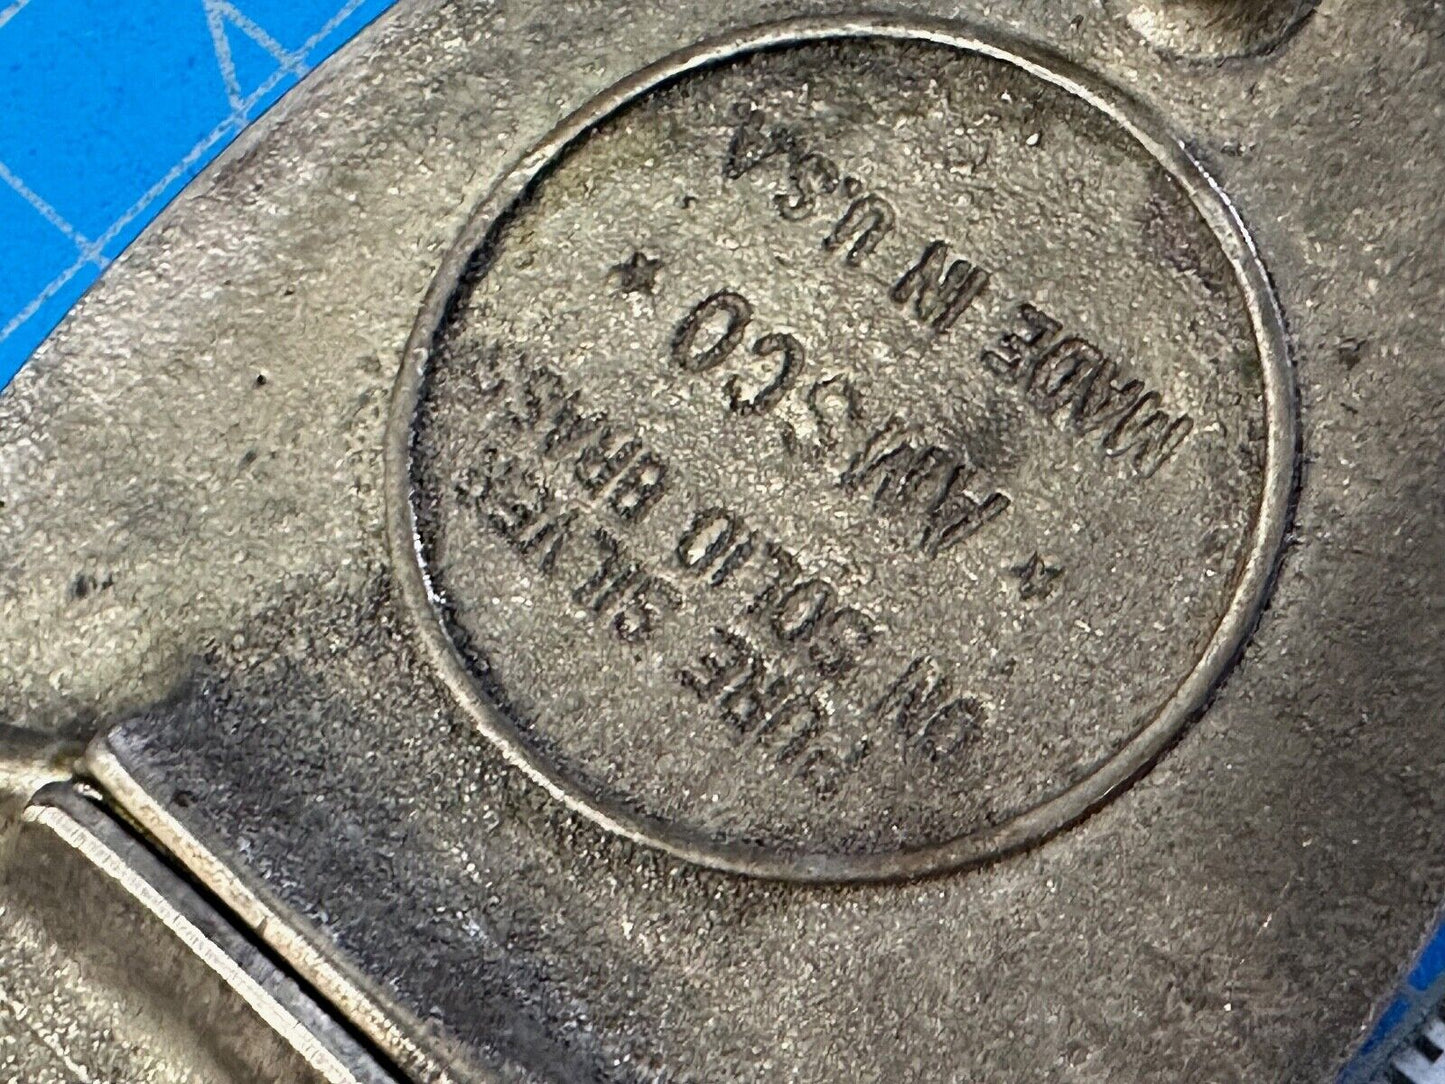 PURE SILVER
ON SOLID BRASS
★ AMSCO ★
MADE IN U.S.A